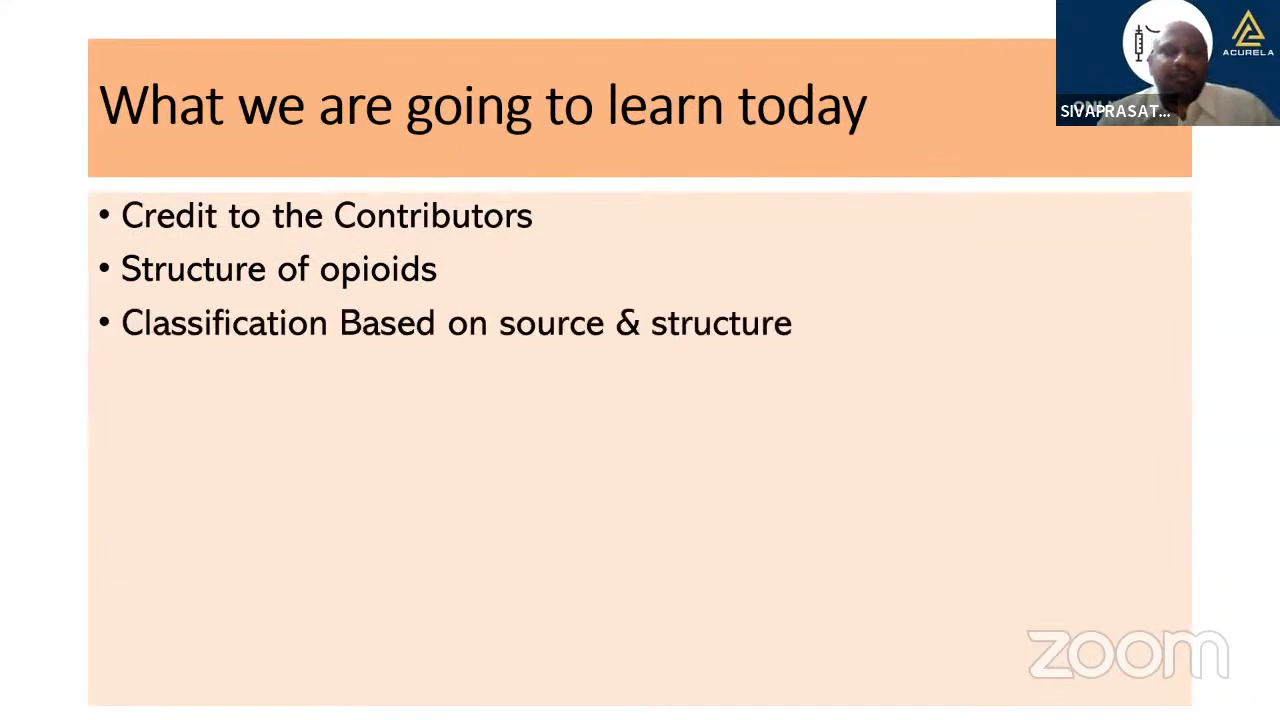 What we are going to learn today
ACURELA
SIVAPRASAT...
• Credit to the Contributors
• Structure of opioids
• Classification Based on source & structure
zoom